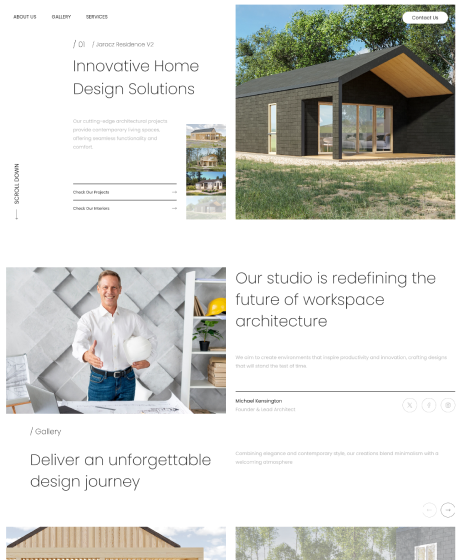 ABOUT US
GALLERY
SERVICES
Contact Us
/ 01
/ Jarocz Residence V2
Innovative Home
Design Solutions
Our cutting-edge architectural projects
provide contemporary living spaces,
offering seamless functionality and
comfort.
Check Our Projects
Check Our Interiors
SCROLL DOWN
Our studio is redefining the
future of workspace
architecture
We aim to create environments that inspire productivity and innovation, crafting designs
that will stand the test of time.
Michael Kensington
Founder & Lead Architect
/ Gallery
Deliver an unforgettable
design journey
Combining elegance and contemporary style, our creations blend minimalism with a
welcoming atmosphere